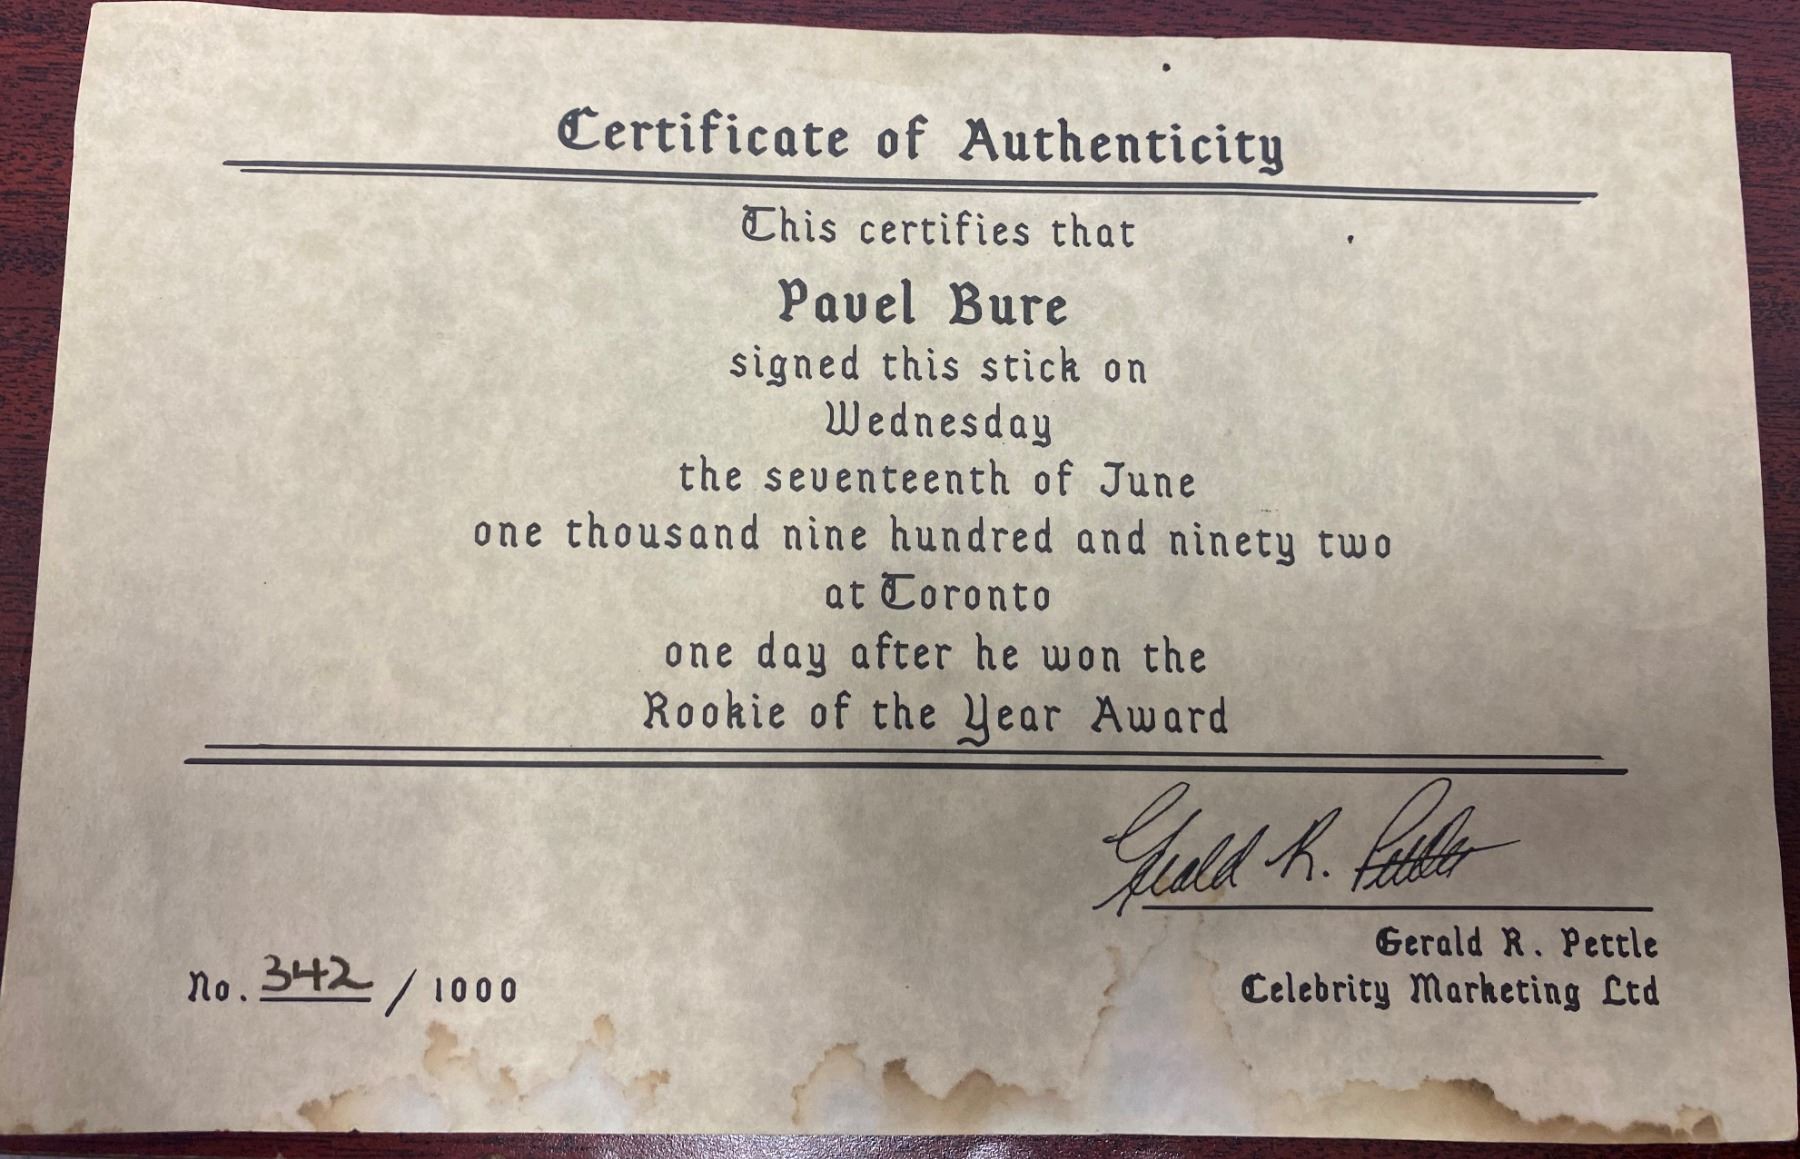 Certificate of Authenticity
This certifies that
Pavel Bure
signed this stick on
Wednesday
the seventeenth of June
one thousand nine hundred and ninety two
at Toronto
one day after he won the
Rookie of the Year Award
Gerald R. Pettle
Gerald R. Pettle
Celebrity Marketing Ltd
No. 342 / 1000